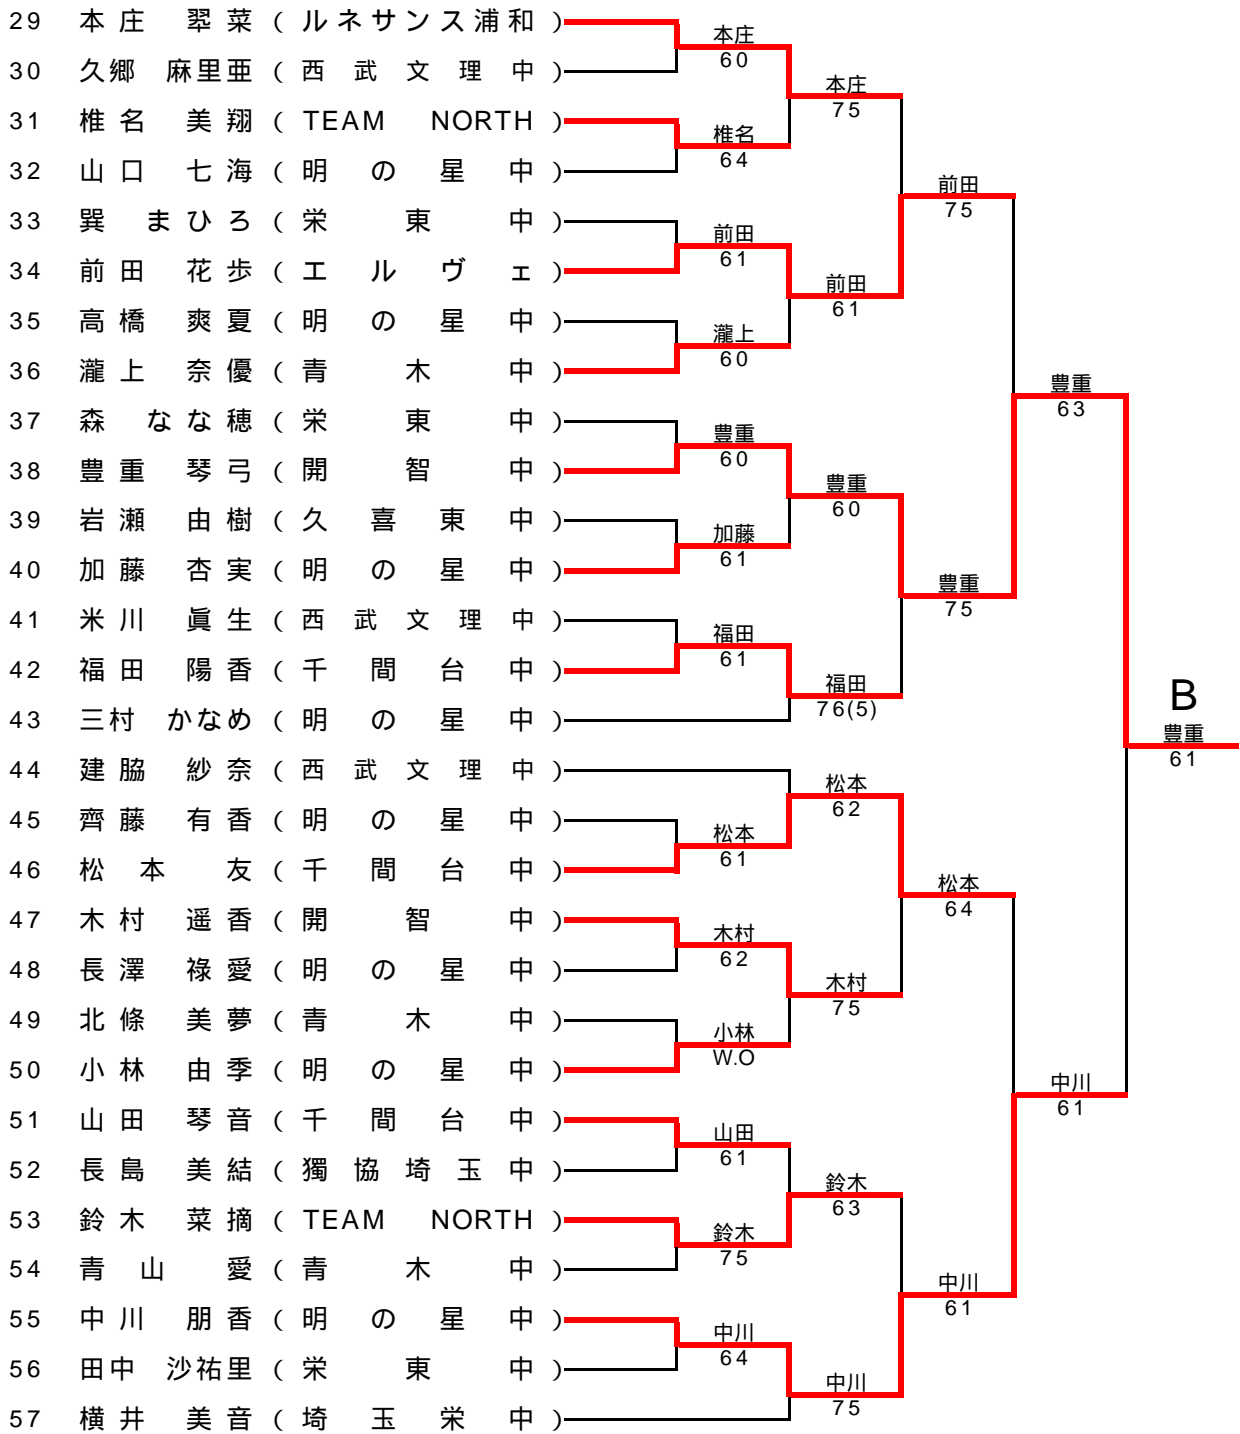 29 本庄 翠菜 ( ルネサンス浦和 )
本庄
60
30 久郷 麻里亜 ( 西武文理中 )
本庄
75
31 椎名 美翔 ( TEAM NORTH )
椎名
64
32 山口 七海 ( 明の星中 )
前田
75
33 巽 まひろ ( 栄東中 )
前田
61
34 前田 花歩 ( エルヴェ )
前田
61
35 高橋 爽夏 ( 明の星中 )
瀧上
60
36 瀧上 奈優 ( 青木中 )
豊重
63
37 森 なな穂 ( 栄東中 )
豊重
60
38 豊重 琴弓 ( 開智中 )
豊重
60
39 岩瀬 由樹 ( 久喜東中 )
加藤
61
40 加藤 杏実 ( 明の星中 )
豊重
75
41 米川 眞生 ( 西武文理中 )
福田
61
42 福田 陽香 ( 千間台中 )
福田
76(5)
B
43 三村 かなめ ( 明の星中 )
豊重
61
44 建脇 紗奈 ( 西武文理中 )
松本
62
45 齊藤 有香 ( 明の星中 )
松本
61
46 松本 友 ( 千間台中 )
松本
64
47 木村 遥香 ( 開智中 )
木村
62
48 長澤 祿愛 ( 明の星中 )
木村
75
49 北條 美夢 ( 青木中 )
小林
W.O
50 小林 由季 ( 明の星中 )
中川
61
51 山田 琴音 ( 千間台中 )
山田
61
52 長島 美結 ( 獨協埼玉中 )
鈴木
63
53 鈴木 菜摘 ( TEAM NORTH )
鈴木
75
54 青山 愛 ( 青木中 )
中川
61
55 中川 朋香 ( 明の星中 )
中川
64
56 田中 沙祐里 ( 栄東中 )
中川
75
57 横井 美音 ( 埼玉栄中 )